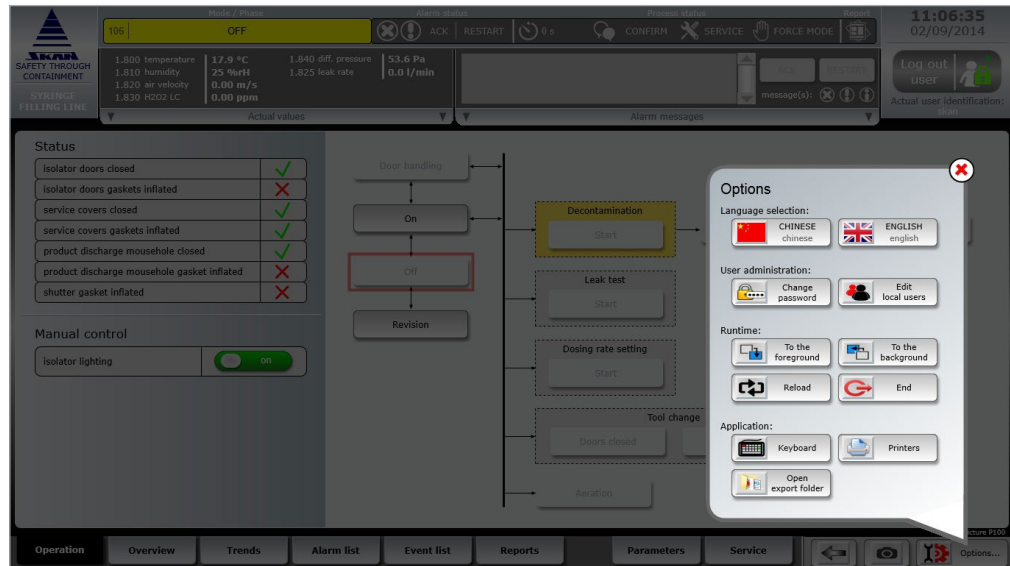 Mode / Phase
Alarm status
Process status
Report
106
OFF
ACK
RESTART
00 s
CONFIRM
SERVICE
FORCE MODE
11:06:35
02/09/2014
SKAN
SAFETY THROUGH
CONTAINMENT
SYRINGE
FILLING LINE
1.800 temperature 17.9 °C
1.810 humidity 25 %rH
1.820 air velocity 0.00 m/s
1.830 H2O2 LC 0.00 ppm
1.840 diff. pressure 53.6 Pa
1.825 leak rate 0.0 l/min
Actual values
ACK
RESTART
message(s):
Alarm messages
Log out
user
Actual user identification:
skan
Status
isolator doors closed
isolator doors gaskets inflated
service covers closed
service covers gaskets inflated
product discharge mousehole closed
product discharge mousehole gasket inflated
shutter gasket inflated
Manual control
isolator lighting
on
Door handling
On
Off
Revision
Decontamination
Start
Leak test
Start
Dosing rate setting
Start
Tool change
Doors closed
Aeration
Options
Language selection:
CHINESE
chinese
ENGLISH
english
User administration:
Change
password
Edit
local users
Runtime:
To the
foreground
To the
background
Reload
End
Application:
Keyboard
Printers
Open
export folder
Picture P100
Operation
Overview
Trends
Alarm list
Event list
Reports
Parameters
Service
Options...